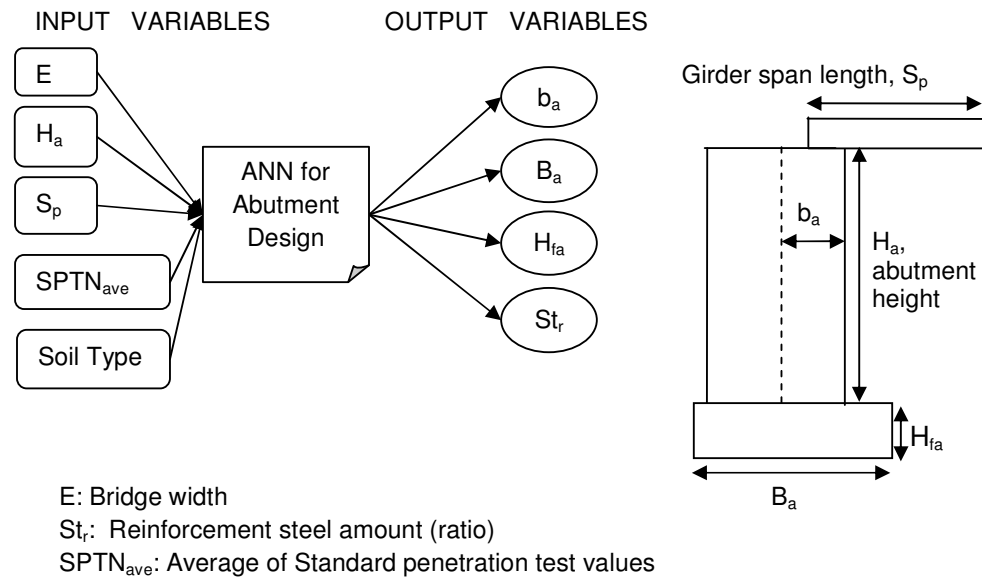 INPUT VARIABLES
OUTPUT VARIABLES
E
Hₐ
Sₚ
SPTNₐᵥₑ
Soil Type
ANN for
Abutment
Design
bₐ
Bₐ
H_fa
Stᵣ
Girder span length, Sₚ
bₐ
Hₐ,
abutment
height
H_fa
Bₐ
E: Bridge width
Stᵣ: Reinforcement steel amount (ratio)
SPTNₐᵥₑ: Average of Standard penetration test values